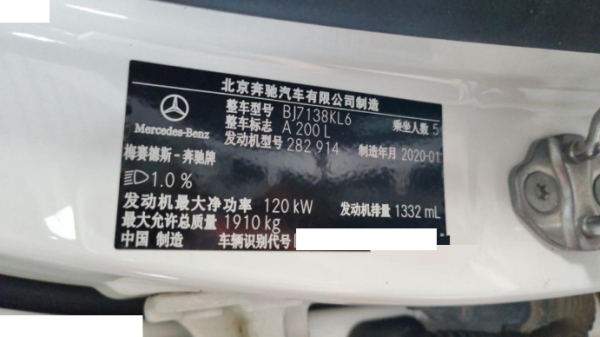 北京奔驰汽车有限公司制造
整车型号 BJ7138KL6 乘坐人数 5
整车标志 A 200 L
发动机型号 282 914 制造年月 2020-01
Mercedes-Benz
梅赛德斯-奔驰牌
1.0 %
发动机最大净功率 120 kW 发动机排量 1332 mL
最大允许总质量 1910 kg
中国 制造 车辆识别代号